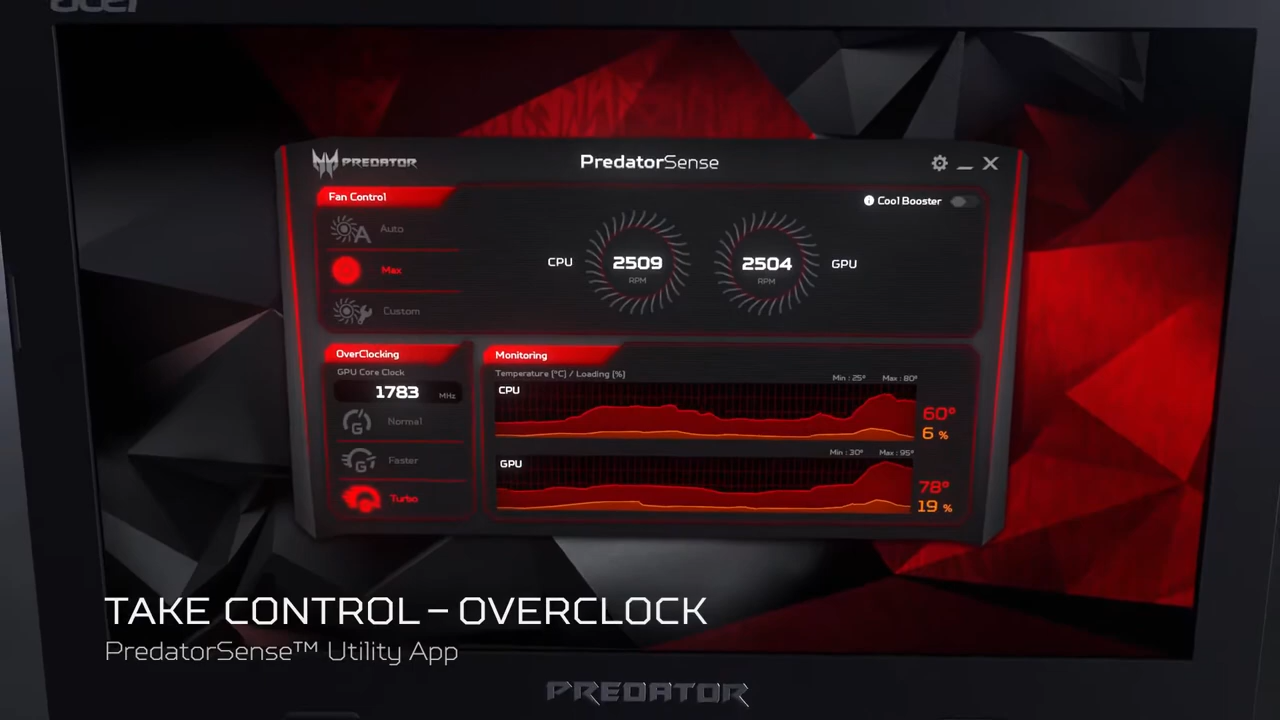 acer
PREDATOR
PredatorSense
Fan Control
Cool Booster
Auto
Max
Custom
CPU
2509
RPM
2504
RPM
GPU
OverClocking
GPU Core Clock
1783 MHz
Normal
Faster
Turbo
Monitoring
Temperature [°C] / Loading [%]
Min : 25° Max : 80°
CPU
60°
6 %
Min : 30° Max : 95°
GPU
78°
19 %
TAKE CONTROL – OVERCLOCK
PredatorSense™ Utility App
PREDATOR